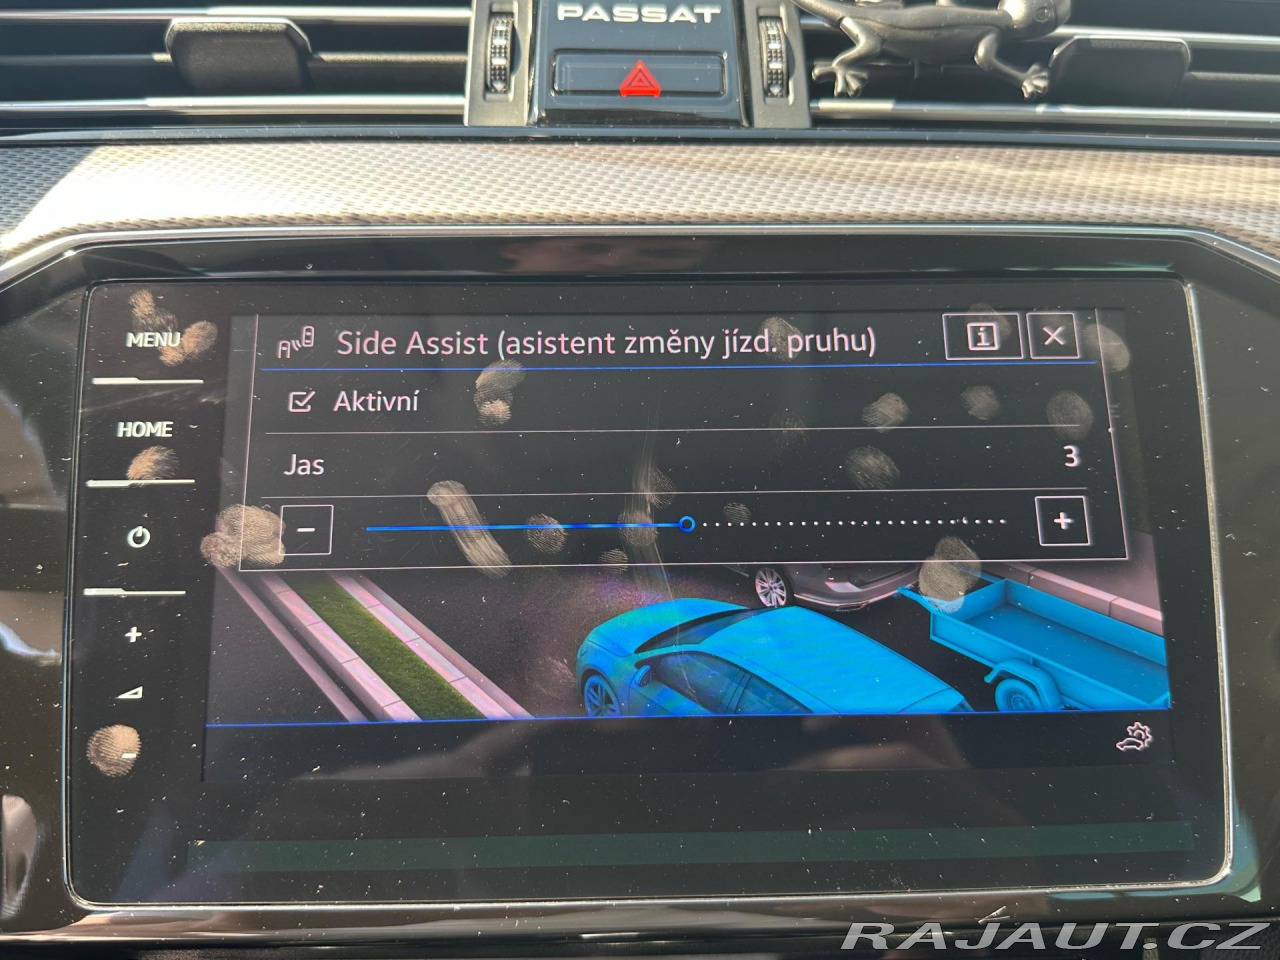 PASSAT
MENU
Side Assist (asistent změny jízd. pruhu)
Aktivní
HOME
Jas 3
RAJAUT.CZ